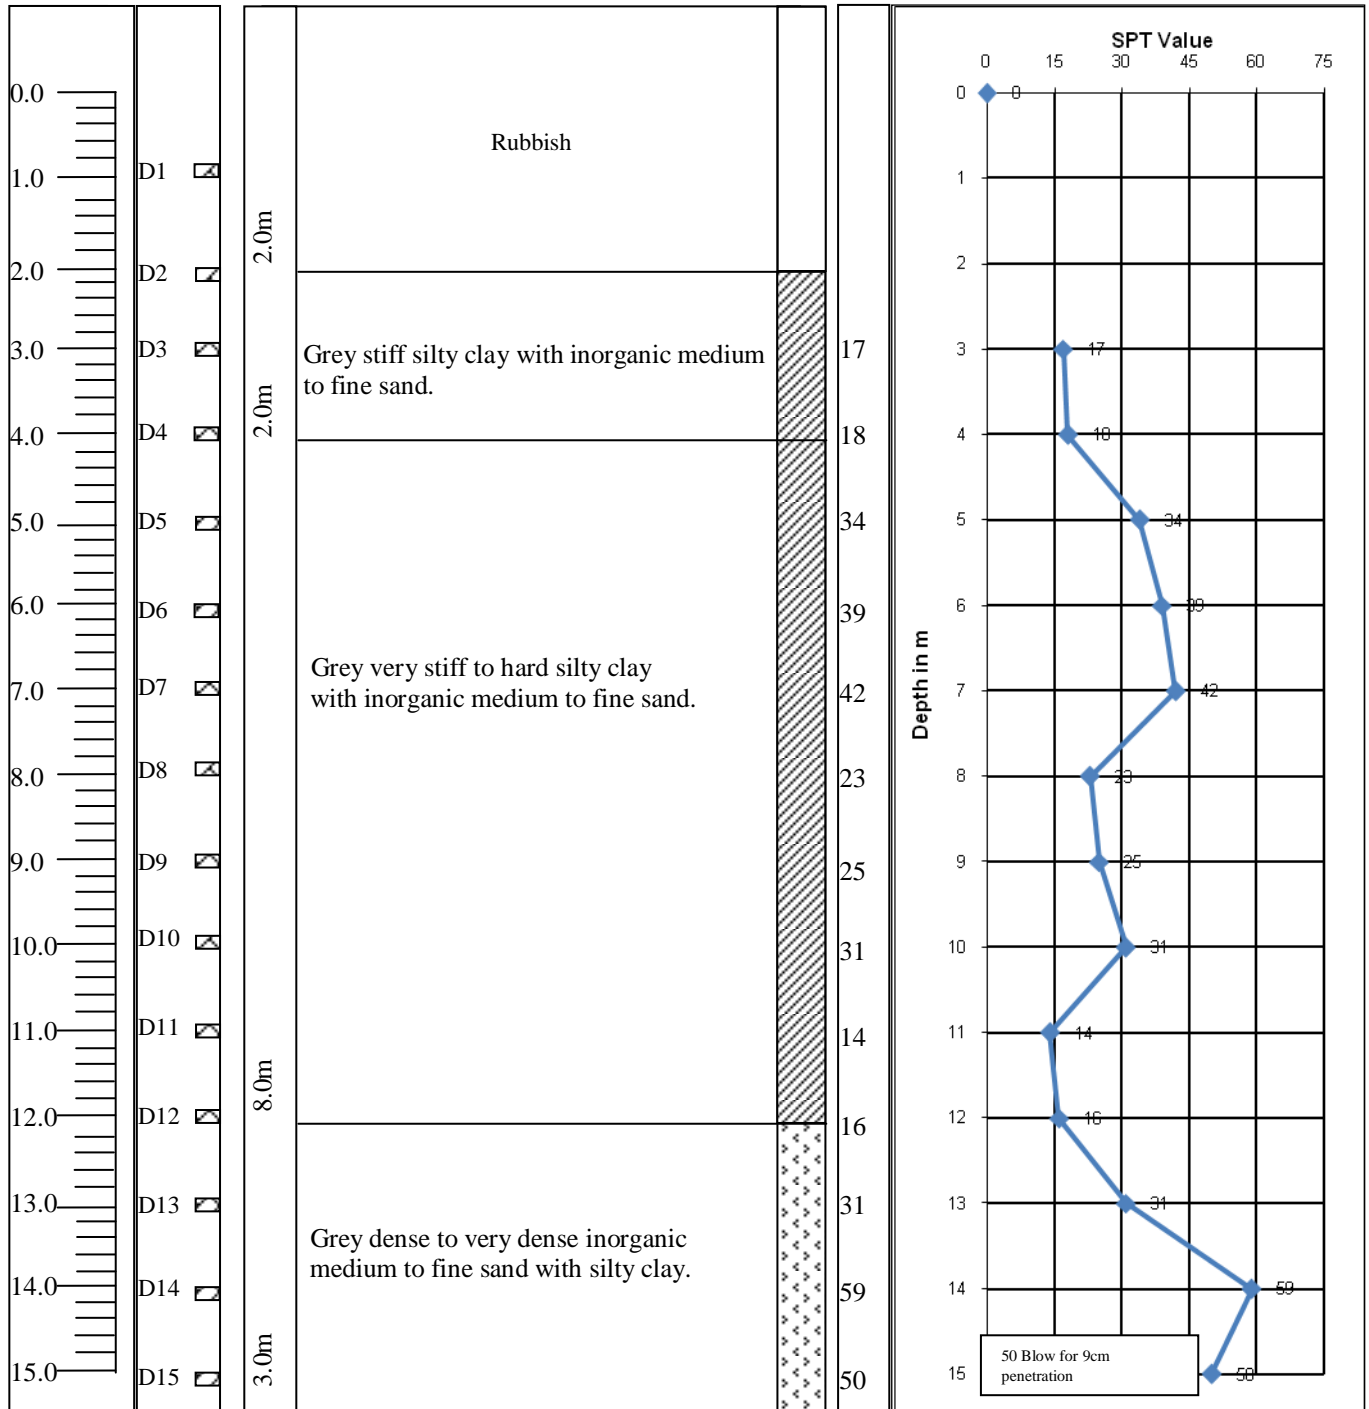 0.0
1.0
2.0
3.0
4.0
5.0
6.0
7.0
8.0
9.0
10.0
11.0
12.0
13.0
14.0
15.0
D1
D2
D3
D4
D5
D6
D7
D8
D9
D10
D11
D12
D13
D14
D15
2.0m
2.0m
8.0m
3.0m
Rubbish
Grey stiff silty clay with inorganic medium
to fine sand.
Grey very stiff to hard silty clay
with inorganic medium to fine sand.
Grey dense to very dense inorganic
medium to fine sand with silty clay.
17
18
34
39
42
23
25
31
14
16
31
59
50
SPT Value
0 15 30 45 60 75
Depth in m
0
1
2
3
4
5
6
7
8
9
10
11
12
13
14
15
0
17
18
34
39
42
23
25
31
14
16
31
59
50
50 Blow for 9cm
penetration